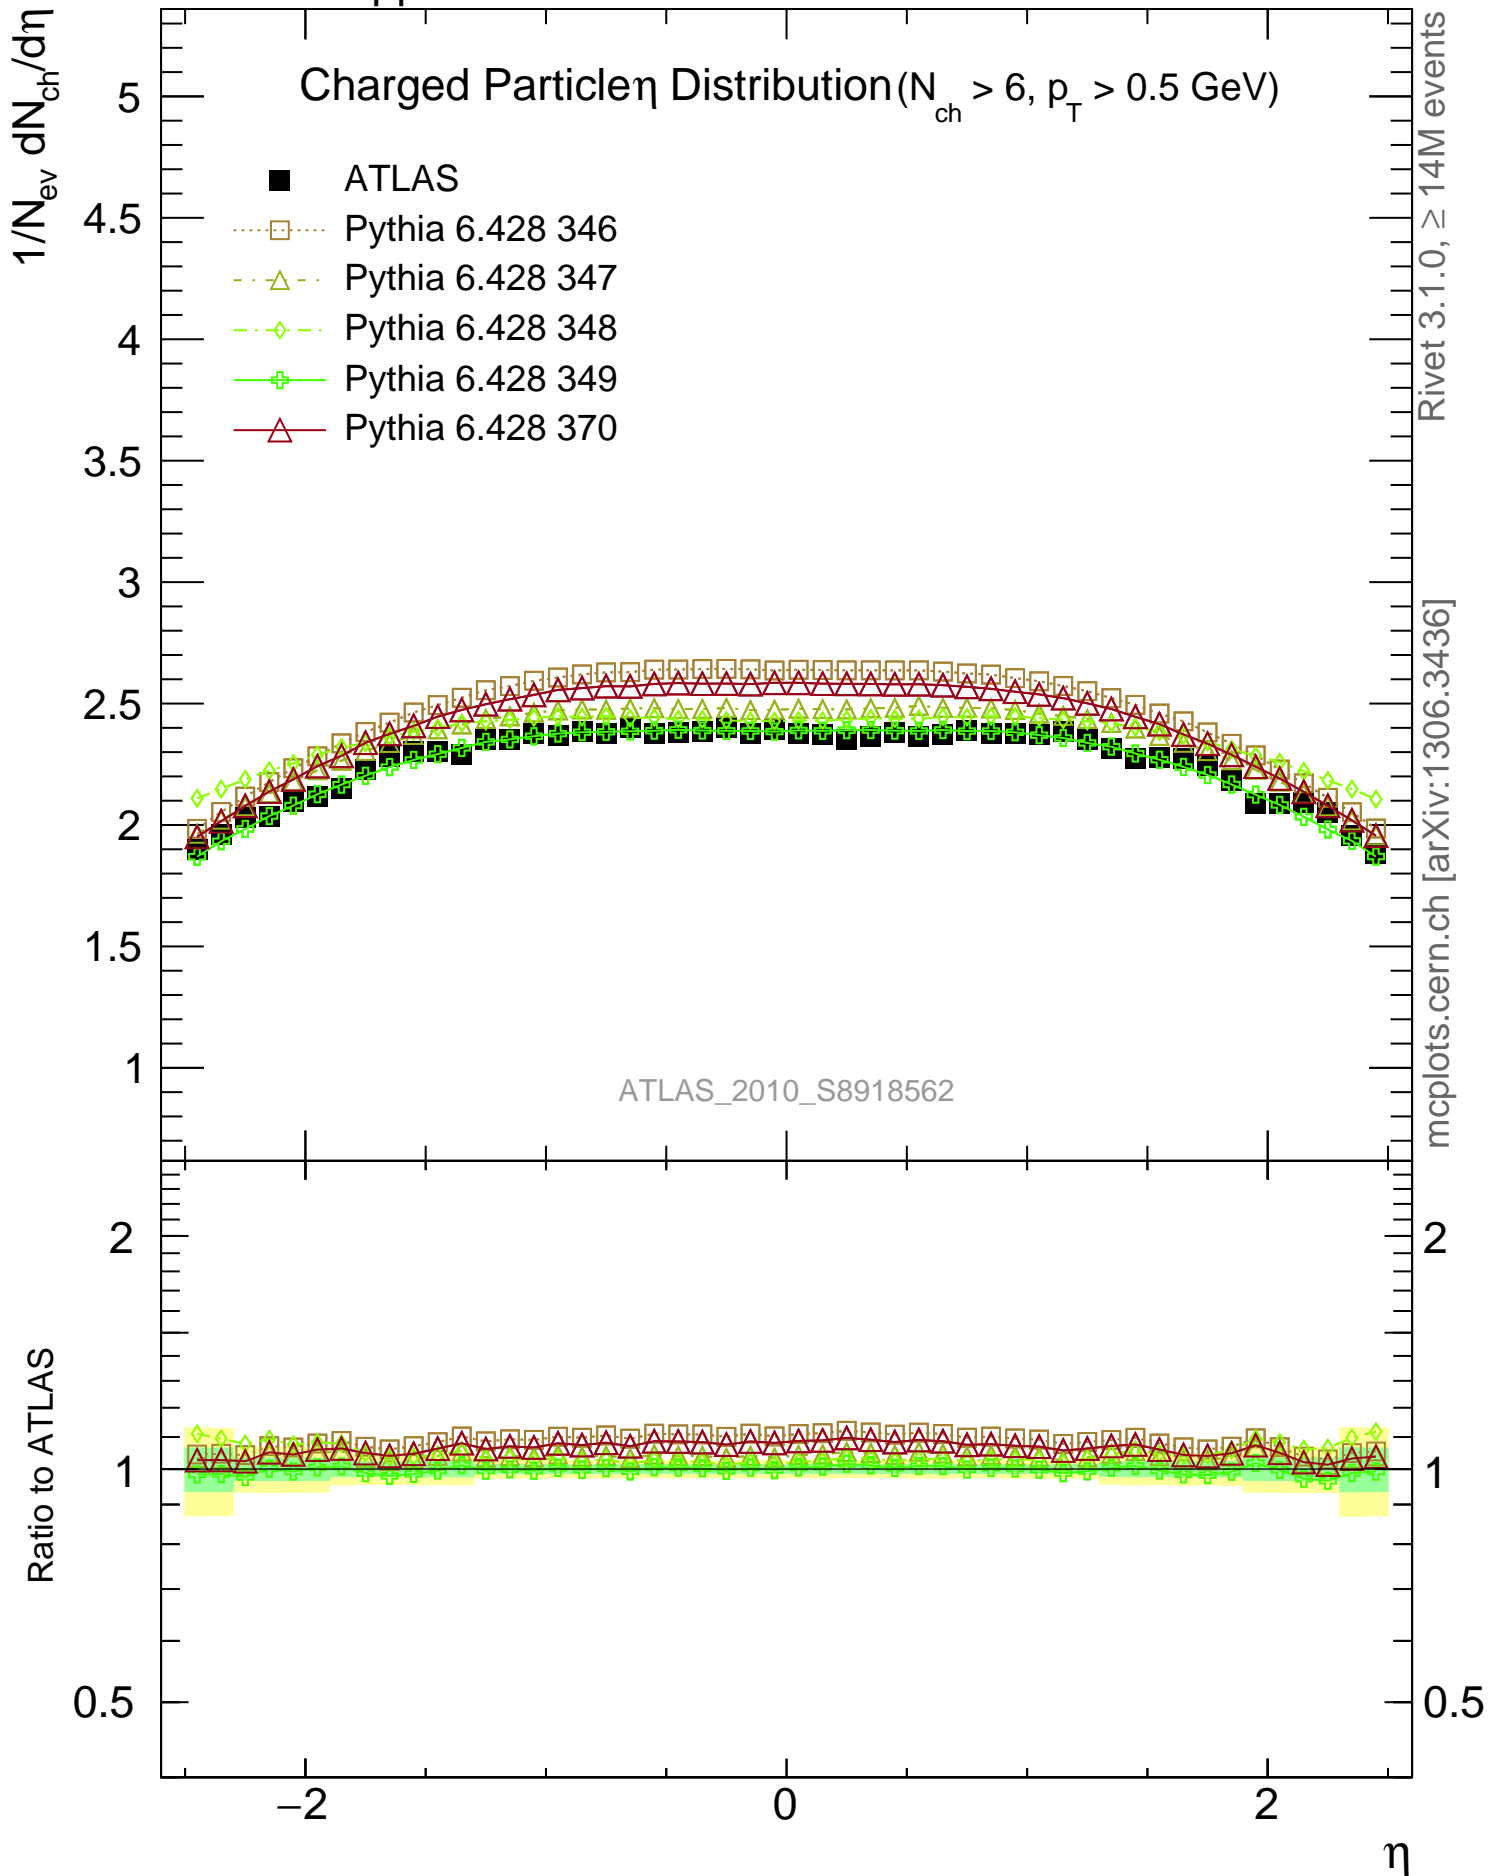 1/N_ev dN_ch/dη
Charged Particle η Distribution (N_ch > 6, p_T > 0.5 GeV)
ATLAS
Pythia 6.428 346
Pythia 6.428 347
Pythia 6.428 348
Pythia 6.428 349
Pythia 6.428 370
5
4.5
4
3.5
3
2.5
2
1.5
1
ATLAS_2010_S8918562
Rivet 3.1.0, ≥ 14M events
mcplots.cern.ch [arXiv:1306.3436]
Ratio to ATLAS
2
1
0.5
2
1
0.5
−2
0
2
η